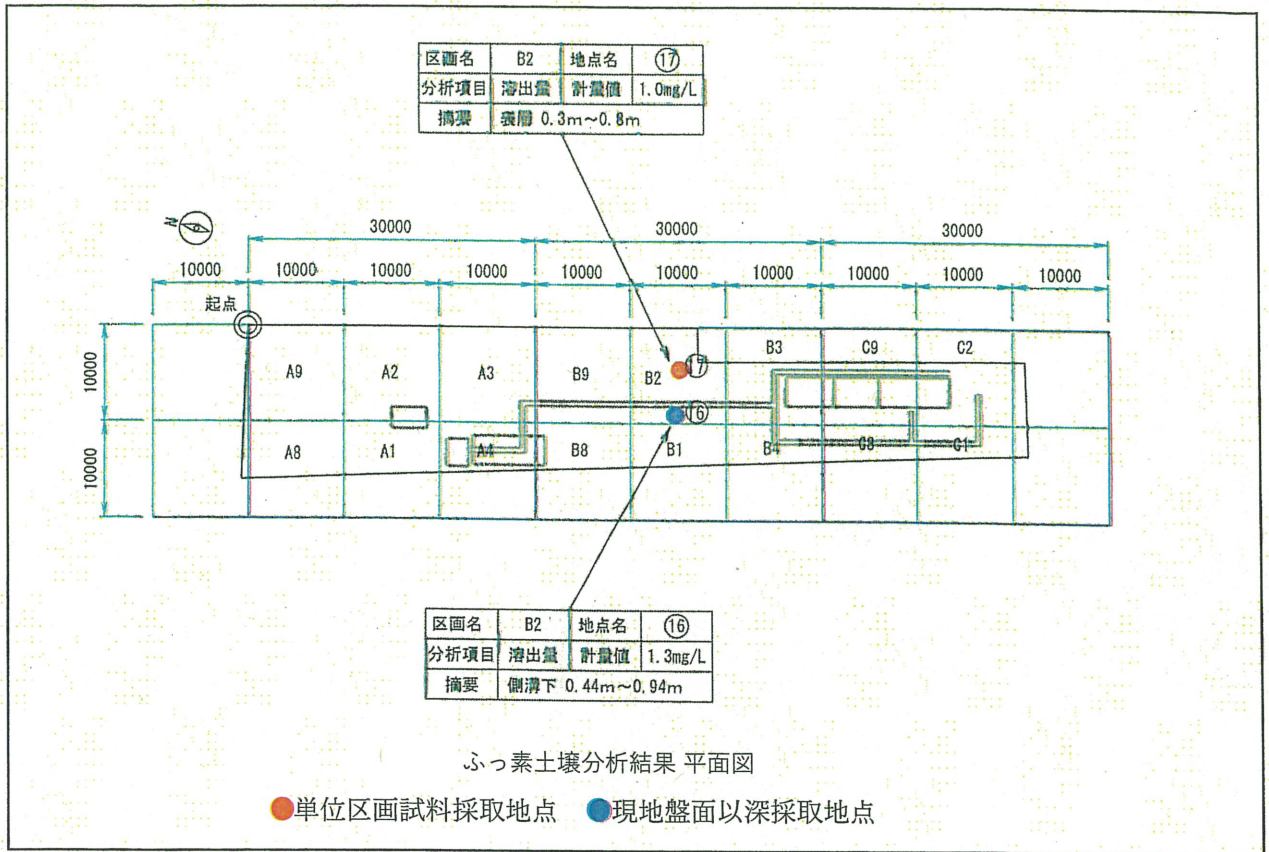 区画名 B2 地点名 ⑰
分析項目 溶出量 計量値 1.0mg/L
摘要 表層 0.3m～0.8m
N
30000 30000 30000
10000 10000 10000 10000 10000 10000 10000 10000 10000 10000
起点
10000
10000
A9 A2 A3 B9 B2 ⑰ B3 C9 C2
⑯
A8 A1 A4 B8 B1 B4 C8 C1
区画名 B2 地点名 ⑯
分析項目 溶出量 計量値 1.3mg/L
摘要 側溝下 0.44m～0.94m
ふっ素土壌分析結果 平面図
●単位区画試料採取地点 ●現地盤面以深採取地点